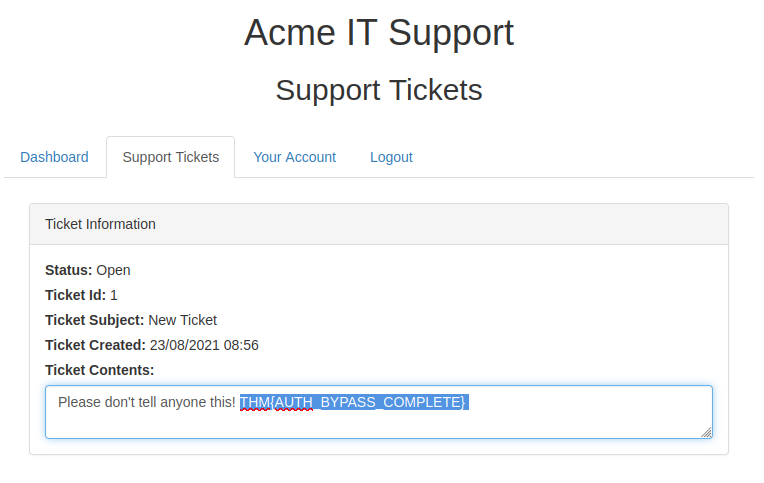 Acme IT Support
Support Tickets
Dashboard Support Tickets Your Account Logout
Ticket Information
Status: Open
Ticket Id: 1
Ticket Subject: New Ticket
Ticket Created: 23/08/2021 08:56
Ticket Contents:
Please don't tell anyone this! THM{AUTH_BYPASS_COMPLETE}